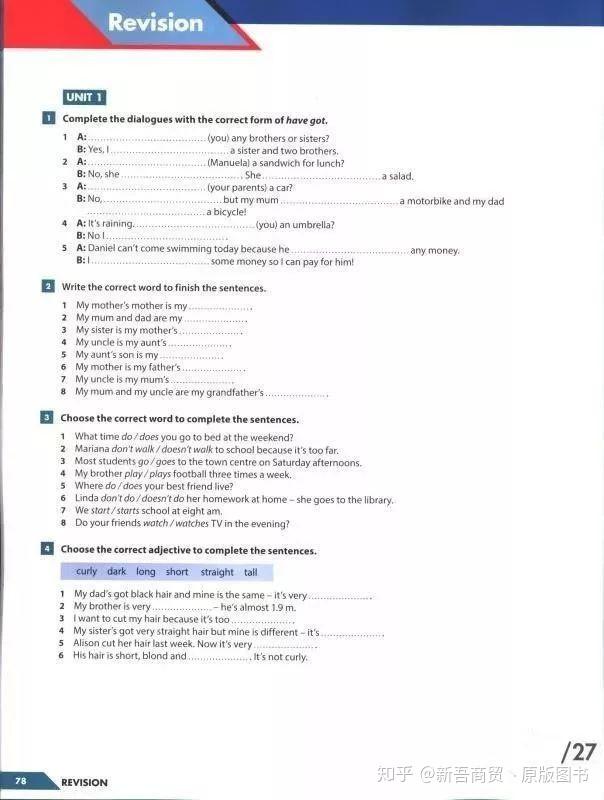 Revision
UNIT 1
1 Complete the dialogues with the correct form of have got.
1 A:....................................(you) any brothers or sisters?
B: Yes, I....................................a sister and two brothers.
2 A:....................................(Manuela) a sandwich for lunch?
B: No, she.................................... She....................................a salad.
3 A:....................................(your parents) a car?
B: No,....................................but my mum....................................a motorbike and my dad
....................................a bicycle!
4 A: It's raining.....................................(you) an umbrella?
B: No I....................................
5 A: Daniel can't come swimming today because he....................................any money.
B: I....................................some money so I can pay for him!
2 Write the correct word to finish the sentences.
1 My mother's mother is my....................
2 My mum and dad are my....................
3 My sister is my mother's....................
4 My uncle is my aunt's....................
5 My aunt's son is my....................
6 My mother is my father's....................
7 My uncle is my mum's....................
8 My mum and my uncle are my grandfather's....................
3 Choose the correct word to complete the sentences.
1 What time do / does you go to bed at the weekend?
2 Mariana don't walk / doesn't walk to school because it's too far.
3 Most students go / goes to the town centre on Saturday afternoons.
4 My brother play / plays football three times a week.
5 Where do / does your best friend live?
6 Linda don't do / doesn't do her homework at home – she goes to the library.
7 We start / starts school at eight am.
8 Do your friends watch / watches TV in the evening?
4 Choose the correct adjective to complete the sentences.
curly dark long short straight tall
1 My dad's got black hair and mine is the same – it's very....................
2 My brother is very....................– he's almost 1.9 m.
3 I want to cut my hair because it's too....................
4 My sister's got very straight hair but mine is different – it's....................
5 Alison cut her hair last week. Now it's very....................
6 His hair is short, blond and.................... It's not curly.
/27
知乎 @新吾商贸、原版图书
78 REVISION